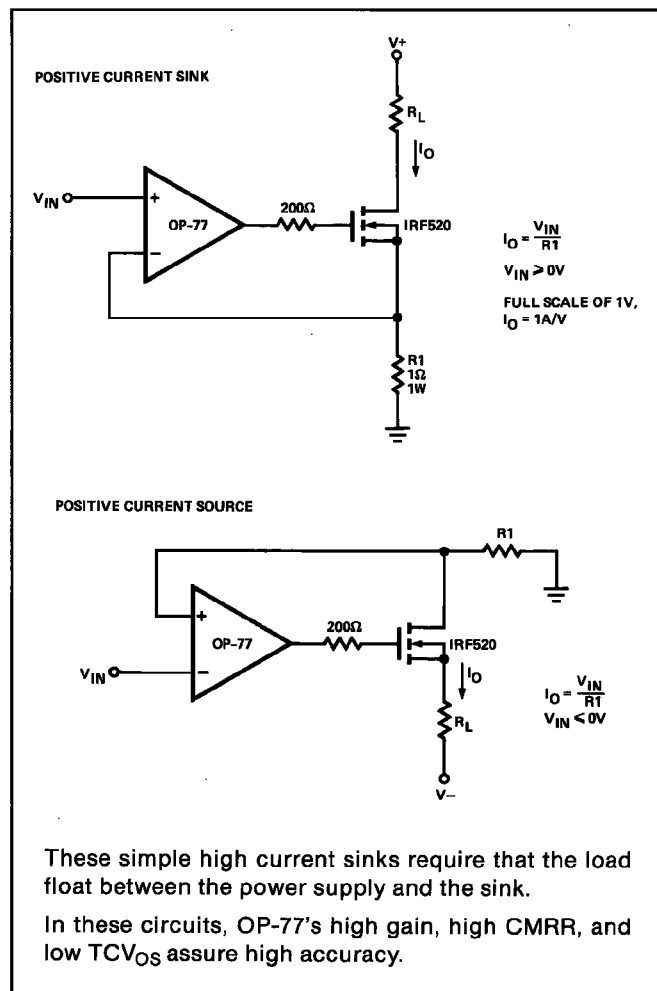 POSITIVE CURRENT SINK
V+
RL
IO
VIN
+
OP-77
−
200Ω
IRF520
IO = VIN/R1
VIN ⩾ 0V
FULL SCALE OF 1V,
IO = 1A/V
R1
1Ω
1W
POSITIVE CURRENT SOURCE
R1
+
OP-77
−
VIN
200Ω
IRF520
IO
RL
V−
IO = VIN/R1
VIN ⩽ 0V
These simple high current sinks require that the load
float between the power supply and the sink.
In these circuits, OP-77's high gain, high CMRR, and
low TCVOS assure high accuracy.